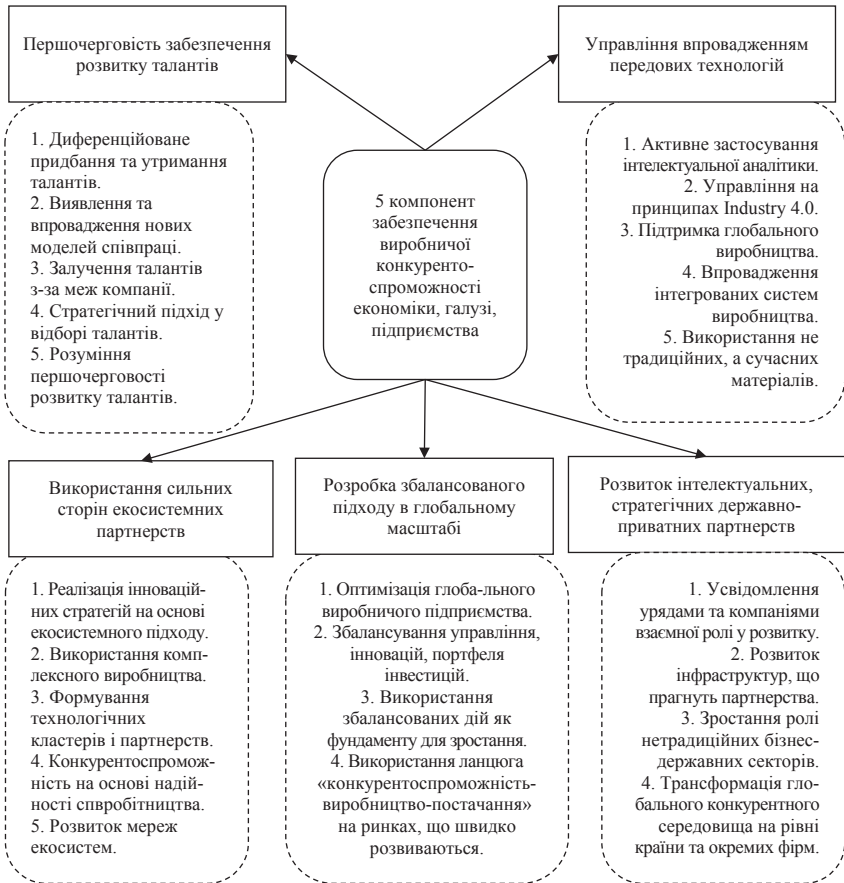 Першочерговість забезпечення
розвитку талантів
Управління впровадженням
передових технологій
1. Диференційоване
придбання та утримання
талантів.
2. Виявлення та
впровадження нових
моделей співпраці.
3. Залучення талантів
з-за меж компанії.
4. Стратегічний підхід у
відборі талантів.
5. Розуміння
першочерговості
розвитку талантів.
5 компонент
забезпечення
виробничої
конкуренто-
спроможності
економіки, галузі,
підприємства
1. Активне застосування
інтелектуальної аналітики.
2. Управління на
принципах Industry 4.0.
3. Підтримка глобального
виробництва.
4. Впровадження
інтегрованих систем
виробництва.
5. Використання не
традиційних, а сучасних
матеріалів.
Використання сильних
сторін екосистемних
партнерств
Розробка збалансованого
підходу в глобальному
масштабі
Розвиток інтелектуальних,
стратегічних державно-
приватних партнерств
1. Реалізація інновацій-
них стратегій на основі
екосистемного підходу.
2. Використання комп-
лексного виробництва.
3. Формування
технологічних
кластерів і партнерств.
4. Конкурентоспромож-
ність на основі надій-
ності спвробітництва.
5. Розвиток мереж
екосистем.
1. Оптимізація глоба-льного
виробничого підприємства.
2. Збалансування управління,
інновацій, портфеля
інвестицій.
3. Використання
збалансованих дій як
фундаменту для зростання.
4. Використання ланцюга
«конкурентоспроможність-
виробництво-постачання»
на ринках, що швидко
розвиваються.
1. Усвідомлення
урядами та компаніями
взаємної ролі у розвитку.
2. Розвиток
інфраструктур, що
прагнуть партнерства.
3. Зростання ролі
нетрадиційних бізнес-
державних секторів.
4. Трансформація гло-
бального конкурентного
середовища на рівні
країни та окремих фірм.